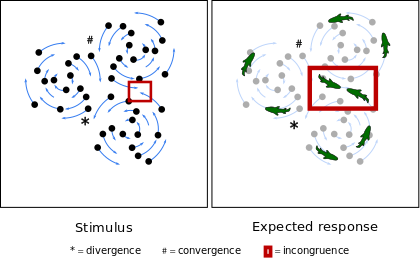 #
*
#
*
Stimulus
Expected response
* = divergence
# = convergence
I = incongruence